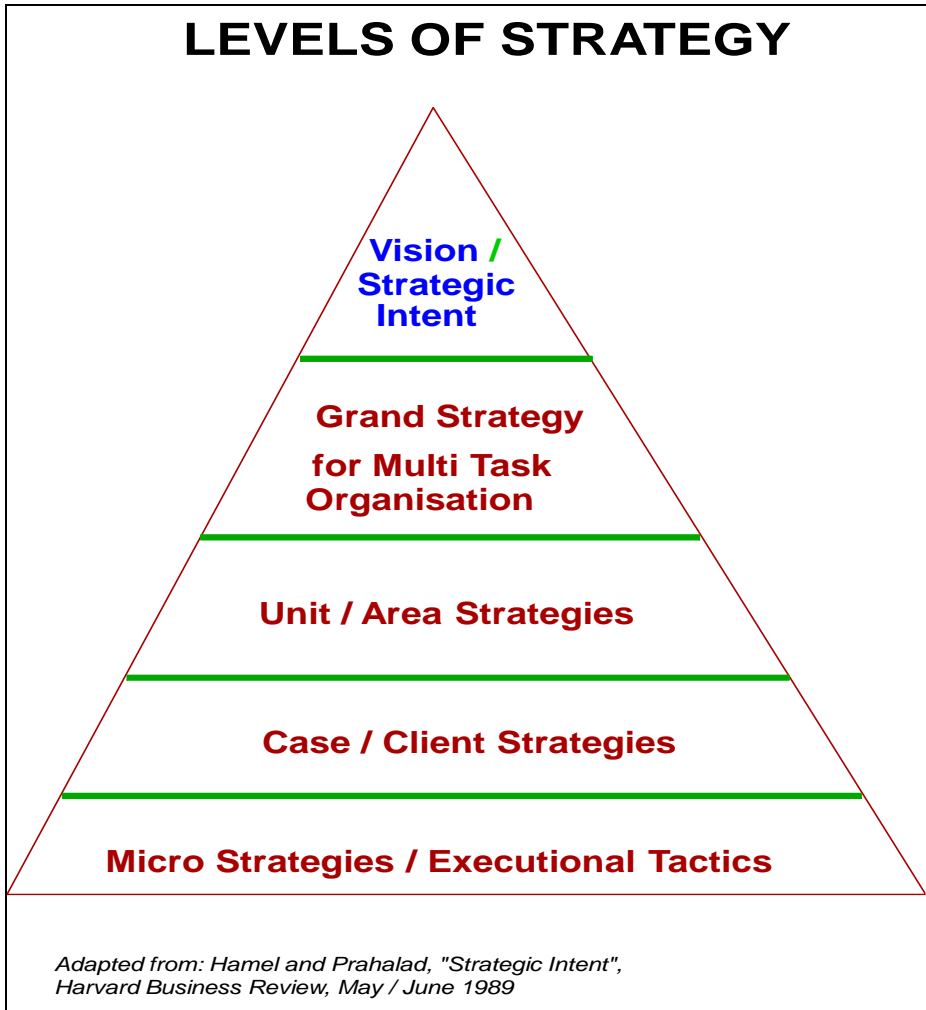 LEVELS OF STRATEGY
Vision /
Strategic
Intent
Grand Strategy
for Multi Task
Organisation
Unit / Area Strategies
Case / Client Strategies
Micro Strategies / Executional Tactics
Adapted from: Hamel and Prahalad, "Strategic Intent",
Harvard Business Review, May / June 1989